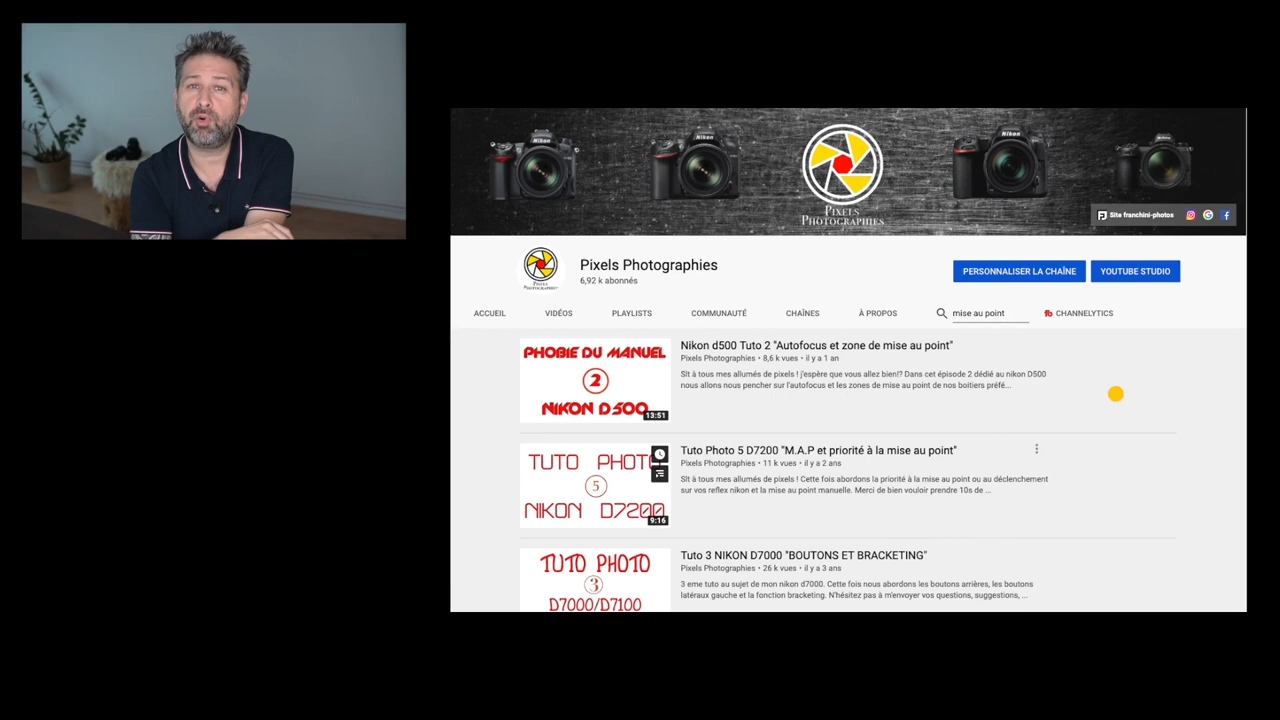 Nikon
Nikon
Nikon
PIXELS
PHOTOGRAPHIES
Site franchini-photos
Pixels Photographies
6,92 k abonnés
PERSONNALISER LA CHAÎNE
YOUTUBE STUDIO
ACCUEIL
VIDÉOS
PLAYLISTS
COMMUNAUTÉ
CHAÎNES
À PROPOS
mise au point
CHANNELYTICS
PHOBIE DU MANUEL
2
NIKON D500
13:51
Nikon d500 Tuto 2 "Autofocus et zone de mise au point"
Pixels Photographies • 8,6 k vues • il y a 1 an
Slt à tous mes allumés de pixels ! j'espère que vous allez bien!? Dans cet épisode 2 dédié au nikon D500
nous allons nous pencher sur l'autofocus et les zones de mise au point de nos boitiers préfé...
TUTO PHOTO
5
NIKON D7200
9:16
Tuto Photo 5 D7200 "M.A.P et priorité à la mise au point"
Pixels Photographies • 11 k vues • il y a 2 ans
Slt à tous mes allumés de pixels ! Cette fois abordons la priorité à la mise au point ou au déclenchement
sur vos reflex nikon et la mise au point manuelle. Merci de bien vouloir prendre 10s de ...
TUTO PHOTO
3
D7000/D7100
Tuto 3 NIKON D7000 "BOUTONS ET BRACKETING"
Pixels Photographies • 26 k vues • il y a 3 ans
3 eme tuto au sujet de mon nikon d7000. Cette fois nous abordons les boutons arrières, les boutons
latéraux gauche et la fonction bracketing. N'hésitez pas à m'envoyer vos questions, suggestions, ...